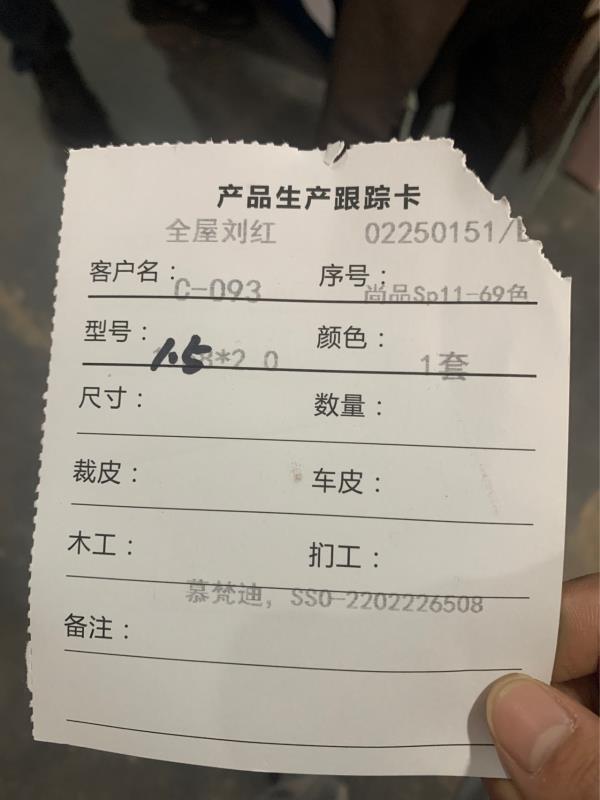 产品生产跟踪卡
全屋刘红 02250151/
客户名： 序号：
C-093 尚品Sp11-69色
型号： 颜色：
1.5 8*2.0 1套
尺寸： 数量：
裁皮： 车皮：
木工： 扪工：
慕梵迪，SSO-2202226508
备注：